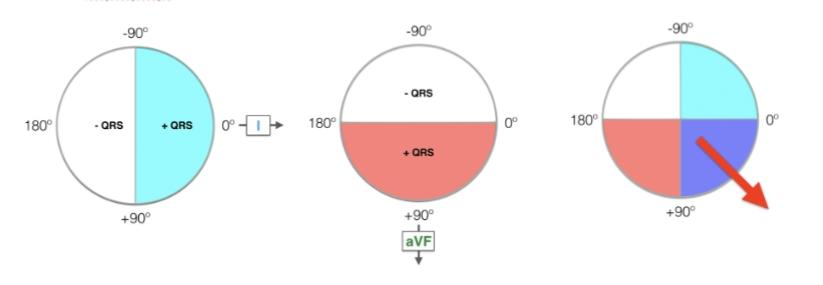 -90º
180º
- QRS
+ QRS
0º
I
+90º
-90º
180º
- QRS
0º
+ QRS
+90º
aVF
-90º
180º
0º
+90º